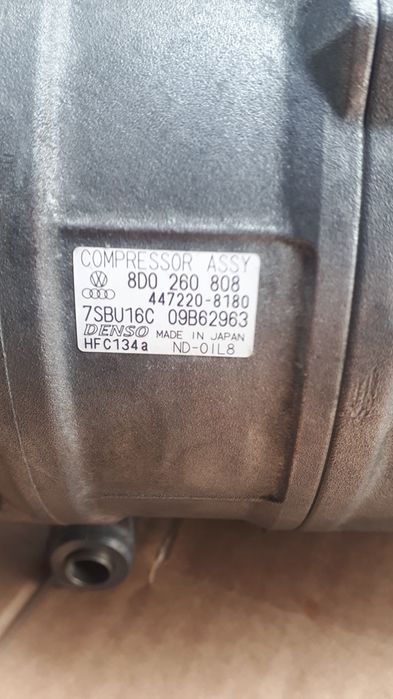 COMPRESSOR ASSY
8D0 260 808
447220-8180
7SBU16C 09B62963
DENSO MADE IN JAPAN
HFC134a ND-OIL8